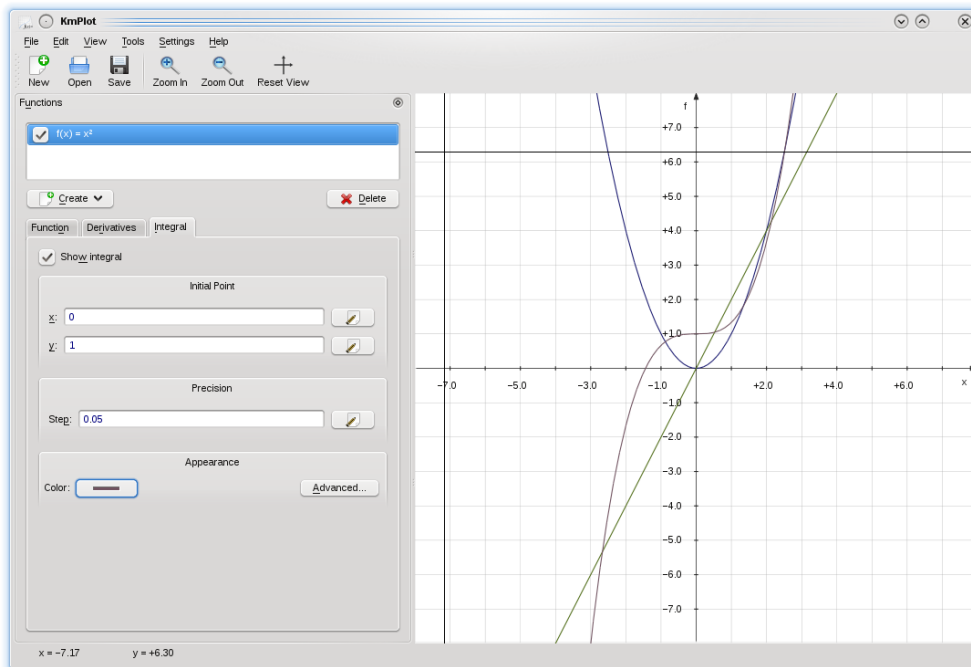 KmPlot
File Edit View Tools Settings Help
New Open Save Zoom In Zoom Out Reset View
Functions
f(x) = x²
Create Delete
Function Derivatives Integral
Show integral
Initial Point
x: 0
y: 1
Precision
Step: 0.05
Appearance
Color: Advanced...
f
+7.0
+6.0
+5.0
+4.0
+3.0
+2.0
+1.0
−7.0 −5.0 −3.0 −1.0 +2.0 +4.0 +6.0 x
−1.0
−2.0
−3.0
−4.0
−5.0
−6.0
−7.0
x = −7.17 y = +6.30